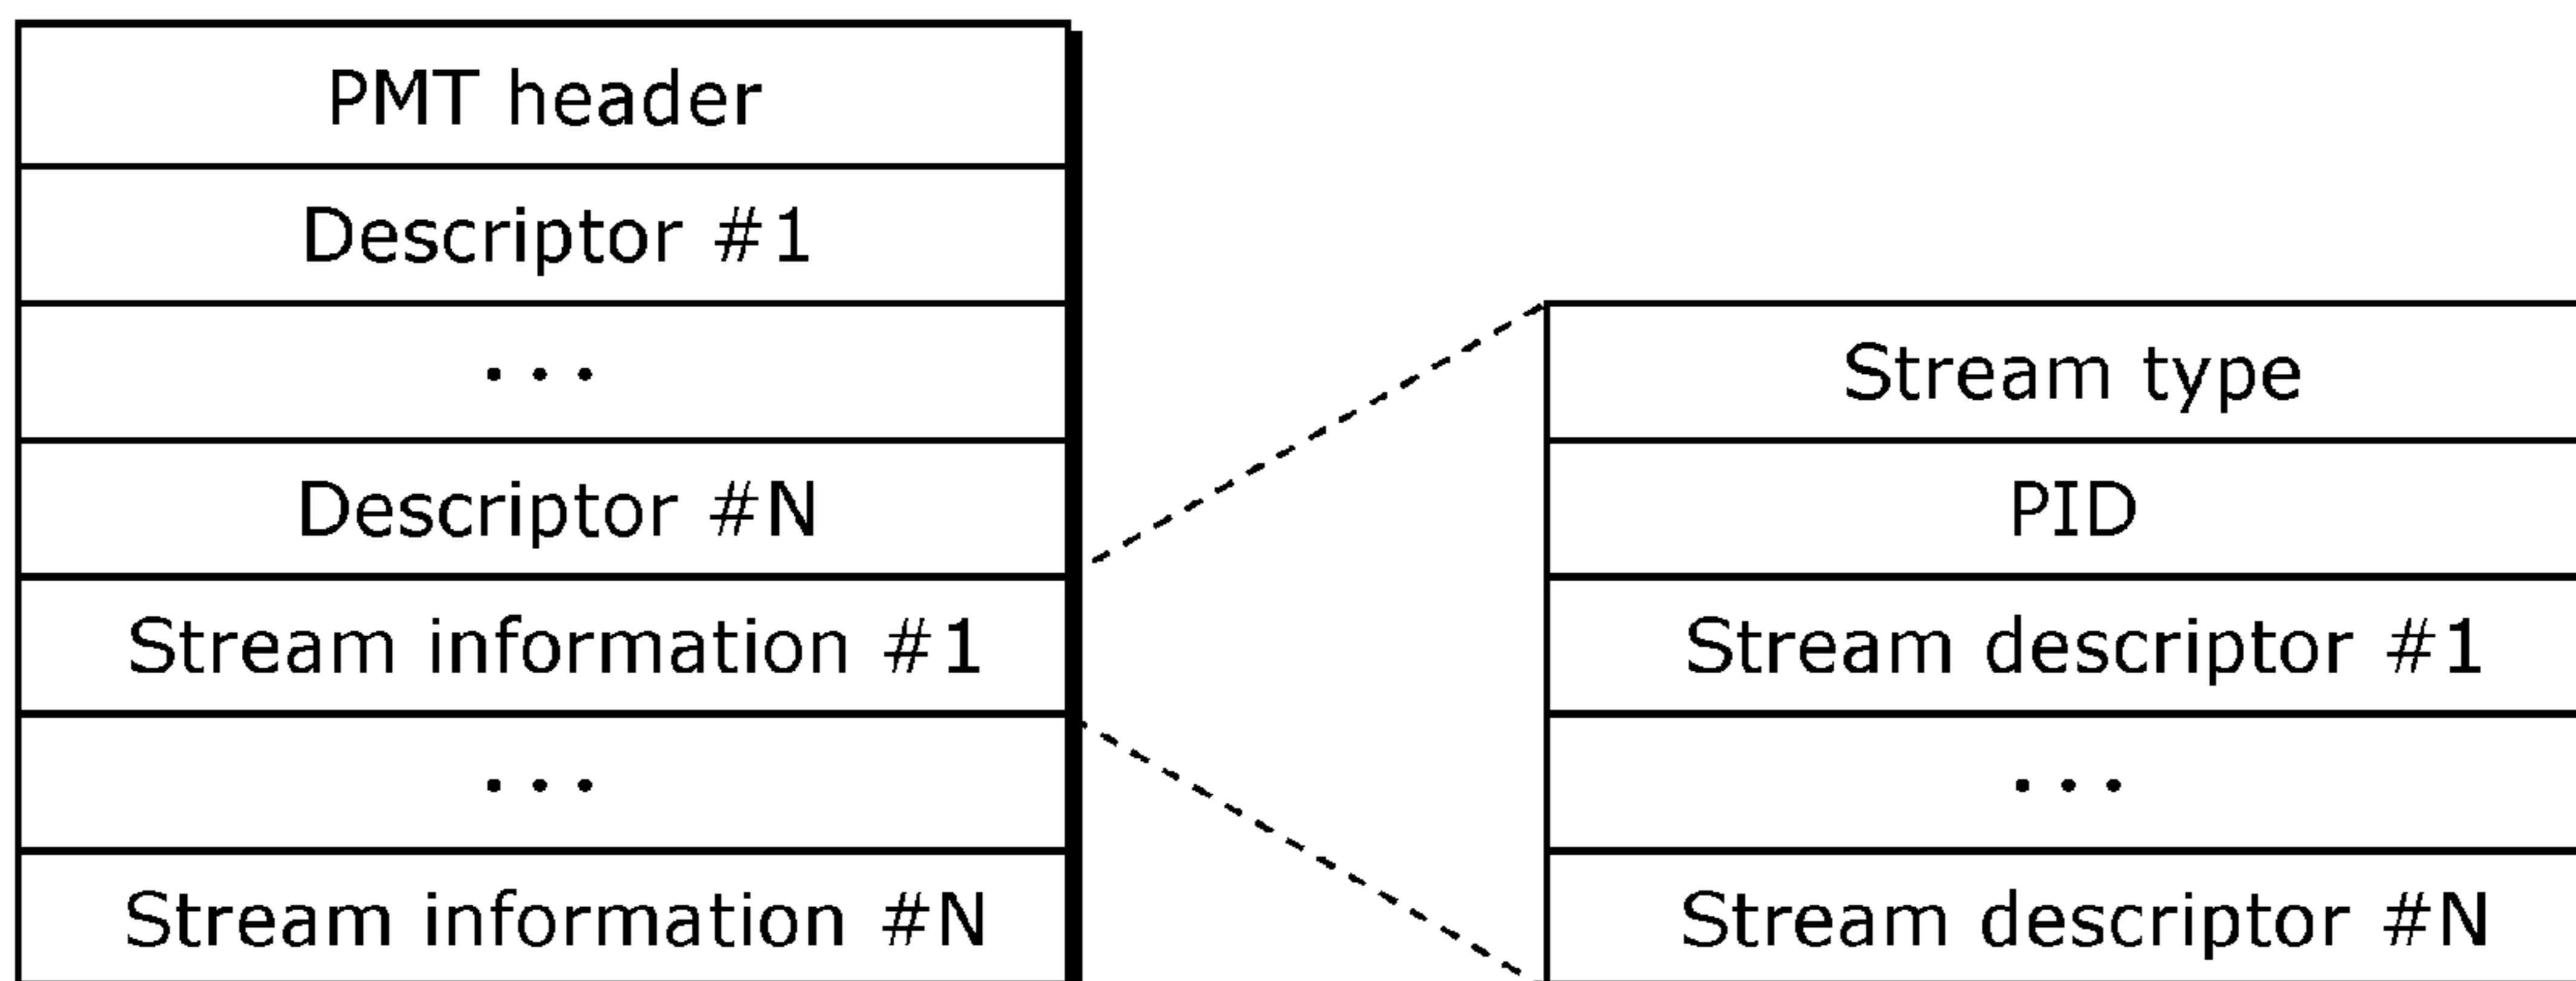 PMT header
Descriptor #1
...
Descriptor #N
Stream information #1
...
Stream information #N
Stream type
PID
Stream descriptor #1
...
Stream descriptor #N